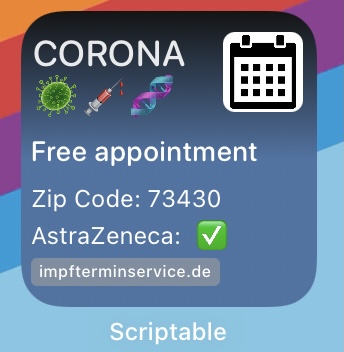 CORONA
🦠💉🧬
Free appointment
Zip Code: 73430
AstraZeneca: ✅
impfterminservice.de
Scriptable